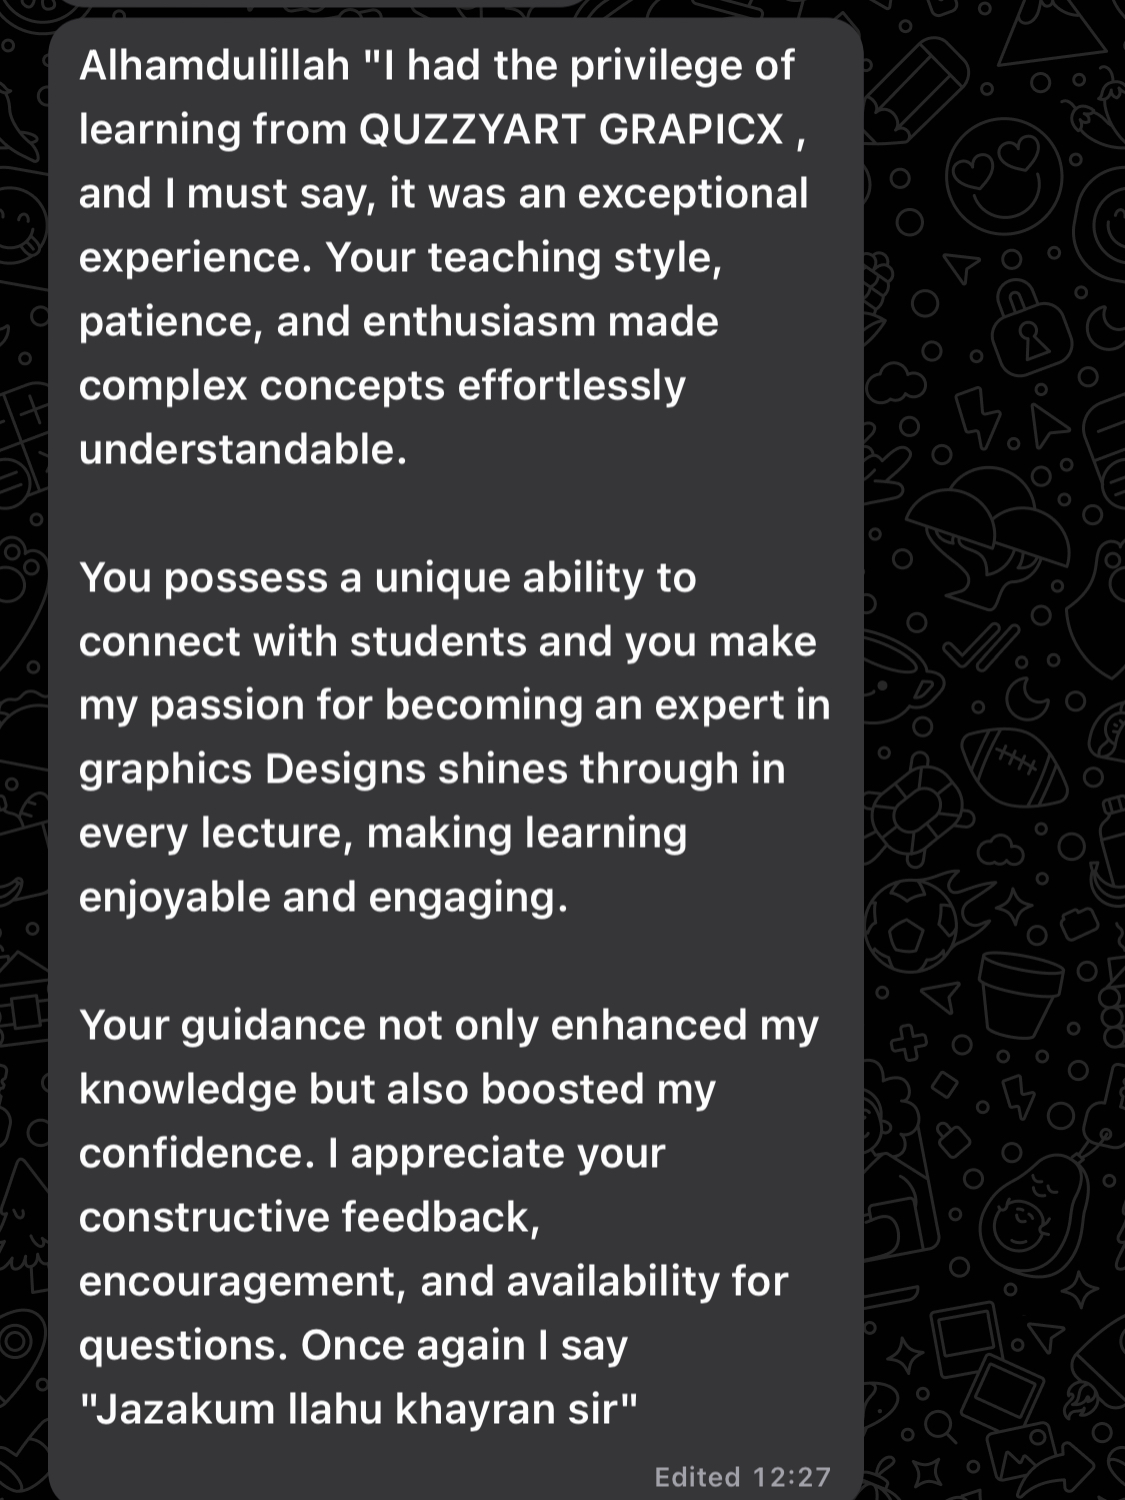 Alhamdulillah "I had the privilege of
learning from QUZZYART GRAPICX ,
and I must say, it was an exceptional
experience. Your teaching style,
patience, and enthusiasm made
complex concepts effortlessly
understandable.
You possess a unique ability to
connect with students and you make
my passion for becoming an expert in
graphics Designs shines through in
every lecture, making learning
enjoyable and engaging.
Your guidance not only enhanced my
knowledge but also boosted my
confidence. I appreciate your
constructive feedback,
encouragement, and availability for
questions. Once again I say
"Jazakum llahu khayran sir"
Edited 12:27